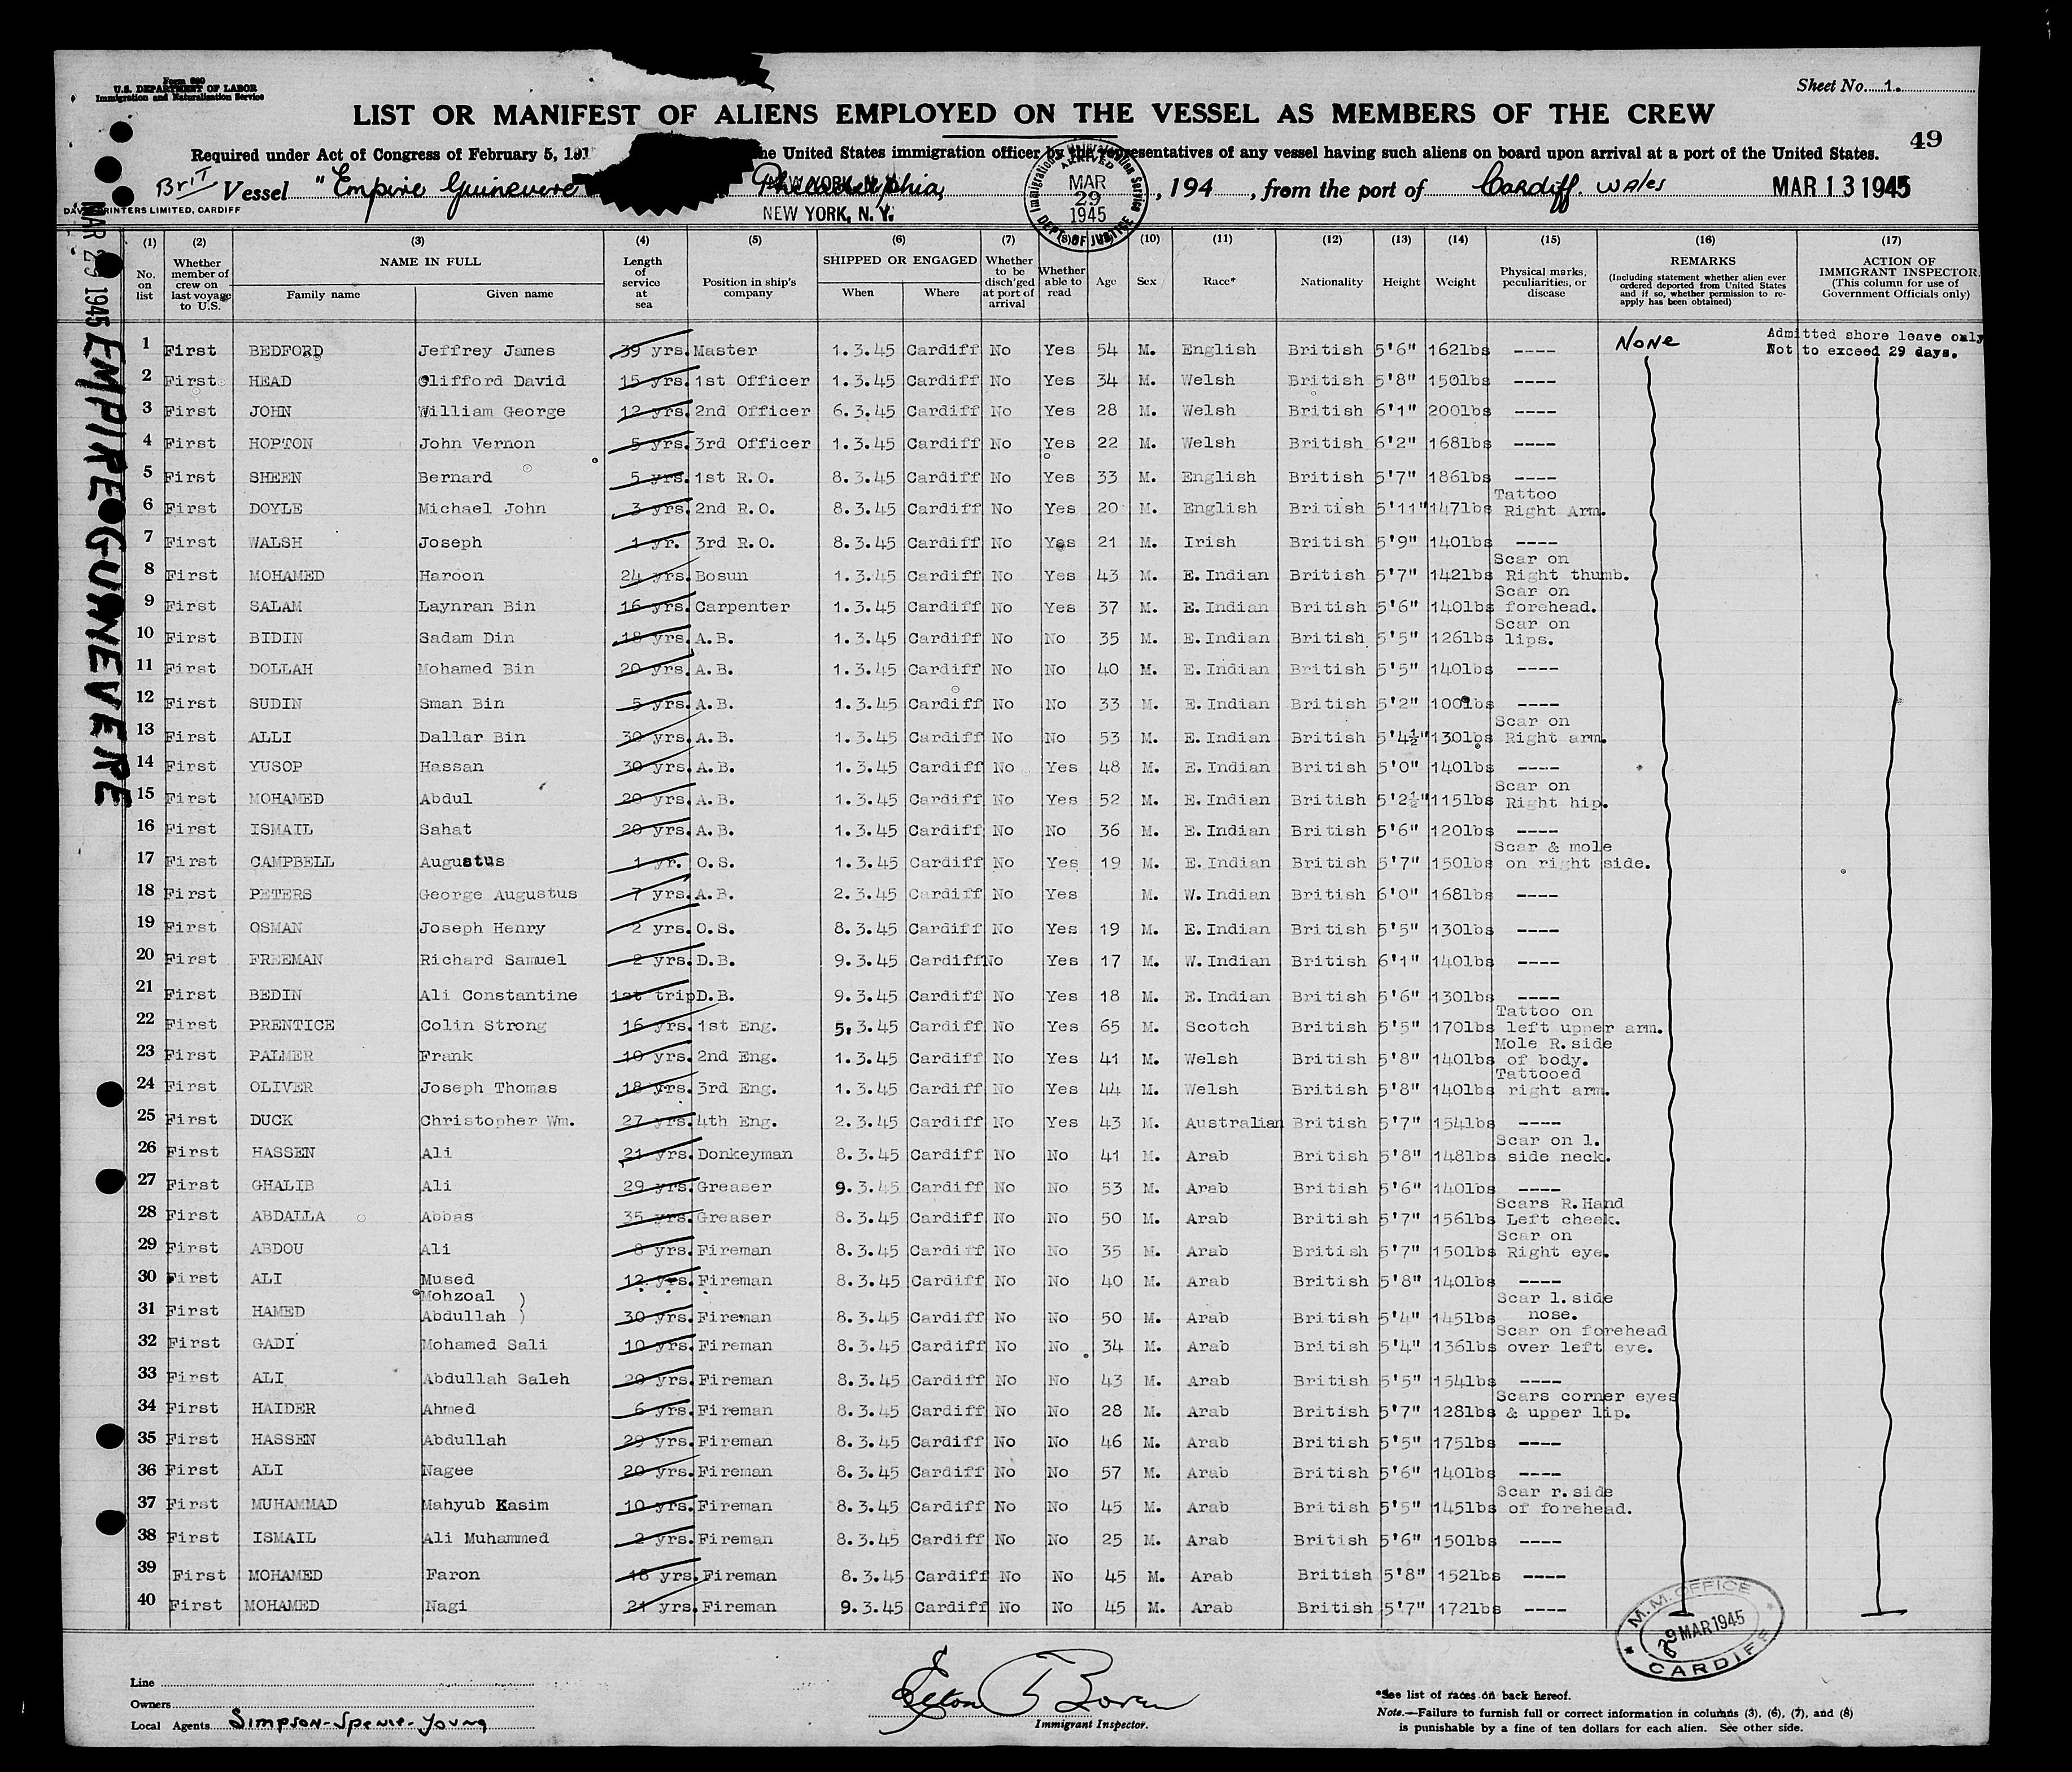 Form 680
U.S. DEPARTMENT OF LABOR
Immigration and Naturalization Service
Sheet No. 1.
LIST OR MANIFEST OF ALIENS EMPLOYED ON THE VESSEL AS MEMBERS OF THE CREW
49
Required under Act of Congress of February 5, 191 the United States immigration officer by the representatives of any vessel having such aliens on board upon arrival at a port of the United States.
Brit Vessel "Empire Guinevere Philadelphia, NEW YORK, N.Y. , 194 , from the port of Cardiff. Wales MAR 13 1945
DAVIES PRINTERS LIMITED, CARDIFF
NEW YORK, N. Y.
Immigration & Naturalization Service ARRIVED MAR 29 1945 DEPT. OF JUSTICE
MAR 29 1945 EMPIRE GUNEVERE
(1) (2) (3) (4) (5) (6) (7) (8) (10) (11) (12) (13) (14) (15) (16) (17)
No. on list
Whether member of crew on last voyage to U.S.
NAME IN FULL
Family name Given name
Length of service at sea
Position in ship's company
SHIPPED OR ENGAGED
When Where
Whether to be disch'ged at port of arrival
Whether able to read
Age Sex Race* Nationality Height Weight
Physical marks, peculiarities, or disease
REMARKS
(Including statement whether alien ever ordered deported from United States and if so, whether permission to re-apply has been obtained)
ACTION OF IMMIGRANT INSPECTOR
(This column for use of Government Officials only)
1 First BEDFORD Jeffrey James 39 yrs. Master 1.3.45 Cardiff No Yes 54 M. English British 5'6" 162lbs ---- None Admitted shore leave only Not to exceed 29 days.
2 First HEAD Clifford David 15 yrs. 1st Officer 1.3.45 Cardiff No Yes 34 M. Welsh British 5'8" 150lbs ----
3 First JOHN William George 12 yrs. 2nd Officer 6.3.45 Cardiff No Yes 28 M. Welsh British 6'1" 200lbs ----
4 First HOPTON John Vernon 5 yrs. 3rd Officer 1.3.45 Cardiff No Yes 22 M. Welsh British 6'2" 168lbs ----
5 First SHEEN Bernard 5 yrs. 1st R.O. 8.3.45 Cardiff No Yes 33 M. English British 5'7" 186lbs ----
6 First DOYLE Michael John 3 yrs. 2nd R.O. 8.3.45 Cardiff No Yes 20 M. English British 5'11" 147lbs Tattoo Right Arm.
7 First WALSH Joseph 1 yr. 3rd R.O. 8.3.45 Cardiff No Yes 21 M. Irish British 5'9" 140lbs ----
8 First MOHAMED Haroon 24 yrs. Bosun 1.3.45 Cardiff No Yes 43 M. E.Indian British 5'7" 142lbs Scar on Right thumb.
9 First SALAM Laynran Bin 16 yrs. Carpenter 1.3.45 Cardiff No Yes 37 M. E.Indian British 5'6" 140lbs Scar on forehead.
10 First BIDIN Sadam Din 18 yrs. A.B. 1.3.45 Cardiff No No 35 M. E.Indian British 5'5" 126lbs Scar on lips.
11 First DOLLAH Mohamed Bin 20 yrs. A.B. 1.3.45 Cardiff No No 40 M. E.Indian British 5'5" 140lbs ----
12 First SUDIN Sman Bin 5 yrs. A.B. 1.3.45 Cardiff No No 33 M. E.Indian British 5'2" 100lbs ----
13 First ALLI Dallar Bin 30 yrs. A.B. 1.3.45 Cardiff No No 53 M. E.Indian British 5'4½" 130lbs Scar on Right arm.
14 First YUSOP Hassan 30 yrs. A.B. 1.3.45 Cardiff No Yes 48 M. E.Indian British 5'0" 140lbs ----
15 First MOHAMED Abdul 20 yrs. A.B. 1.3.45 Cardiff No Yes 52 M. E.Indian British 5'2½" 115lbs Scar on Right hip.
16 First ISMAIL Sahat 20 yrs. A.B. 1.3.45 Cardiff No No 36 M. E.Indian British 5'6" 120lbs ----
17 First CAMPBELL Augustus 1 yr. O.S. 1.3.45 Cardiff No Yes 19 M. E.Indian British 5'7" 150lbs Scar & mole on right side.
18 First PETERS George Augustus 7 yrs. A.B. 2.3.45 Cardiff No Yes M. W.Indian British 6'0" 168lbs ----
19 First OSMAN Joseph Henry 2 yrs. O.S. 8.3.45 Cardiff No Yes 19 M. E.Indian British 5'5" 130lbs ----
20 First FREEMAN Richard Samuel 2 yrs. D.B. 9.3.45 Cardiff No Yes 17 M. W.Indian British 6'1" 140lbs ----
21 First BEDIN Ali Constantine 1st trip D.B. 9.3.45 Cardiff No Yes 18 M. E.Indian British 5'6" 130lbs ----
22 First PRENTICE Colin Strong 16 yrs. 1st Eng. 5.3.45 Cardiff No Yes 65 M. Scotch British 5'5" 170lbs Tattoo on left upper arm.
23 First PALMER Frank 10 yrs. 2nd Eng. 1.3.45 Cardiff No Yes 41 M. Welsh British 5'8" 140lbs Mole R.side of body.
24 First OLIVER Joseph Thomas 18 yrs. 3rd Eng. 1.3.45 Cardiff No Yes 44 M. Welsh British 5'8" 140lbs Tattooed right arm.
25 First DUCK Christopher Wm. 27 yrs. 4th Eng. 2.3.45 Cardiff No Yes 43 M. Australian British 5'7" 154lbs ----
26 First HASSEN Ali 21 yrs. Donkeyman 8.3.45 Cardiff No No 41 M. Arab British 5'8" 148lbs Scar on l. side neck.
27 First GHALIB Ali 29 yrs. Greaser 9.3.45 Cardiff No No 53 M. Arab British 5'6" 140lbs ----
28 First ABDALLA Abbas 35 yrs. Greaser 8.3.45 Cardiff No No 50 M. Arab British 5'7" 156lbs Scars R.Hand Left cheek.
29 First ABDOU Ali 8 yrs. Fireman 8.3.45 Cardiff No No 35 M. Arab British 5'7" 150lbs Scar on Right eye.
30 First ALI Mused 12 yrs. Fireman 8.3.45 Cardiff No No 40 M. Arab British 5'8" 140lbs ----
31 First HAMED Mohzoal Abdullah ) 30 yrs. Fireman 8.3.45 Cardiff No No 50 M. Arab British 5'4" 145lbs Scar l.side nose.
32 First GADI Mohamed Sali 10 yrs. Fireman 8.3.45 Cardiff No No 34 M. Arab British 5'4" 136lbs Scar on forehead over left eye.
33 First ALI Abdullah Saleh 20 yrs. Fireman 8.3.45 Cardiff No No 43 M. Arab British 5'5" 154lbs ----
34 First HAIDER Ahmed 6 yrs. Fireman 8.3.45 Cardiff No No 28 M. Arab British 5'7" 128lbs Scars corner eyes & upper lip.
35 First HASSEN Abdullah 29 yrs. Fireman 8.3.45 Cardiff No No 46 M. Arab British 5'5" 175lbs ----
36 First ALI Nagee 20 yrs. Fireman 8.3.45 Cardiff No No 57 M. Arab British 5'6" 140lbs ----
37 First MUHAMMAD Mahyub Kasim 10 yrs. Fireman 8.3.45 Cardiff No No 45 M. Arab British 5'5" 145lbs Scar r.side of forehead.
38 First ISMAIL Ali Muhammed 2 yrs. Fireman 8.3.45 Cardiff No No 25 M. Arab British 5'6" 150lbs ----
39 First MOHAMED Faron 18 yrs. Fireman 8.3.45 Cardiff No No 45 M. Arab British 5'8" 152lbs ----
40 First MOHAMED Nagi 21 yrs. Fireman 9.3.45 Cardiff No No 45 M. Arab British 5'7" 172lbs ----
M.M. OFFICE 9 MAR 1945 CARDIFF
Line
Owners
Local Agents Simpson-Spence-Young
Immigrant Inspector.
*See list of races on back hereof.
Note.—Failure to furnish full or correct information in columns (3), (6), (7), and (8)
is punishable by a fine of ten dollars for each alien. See other side.